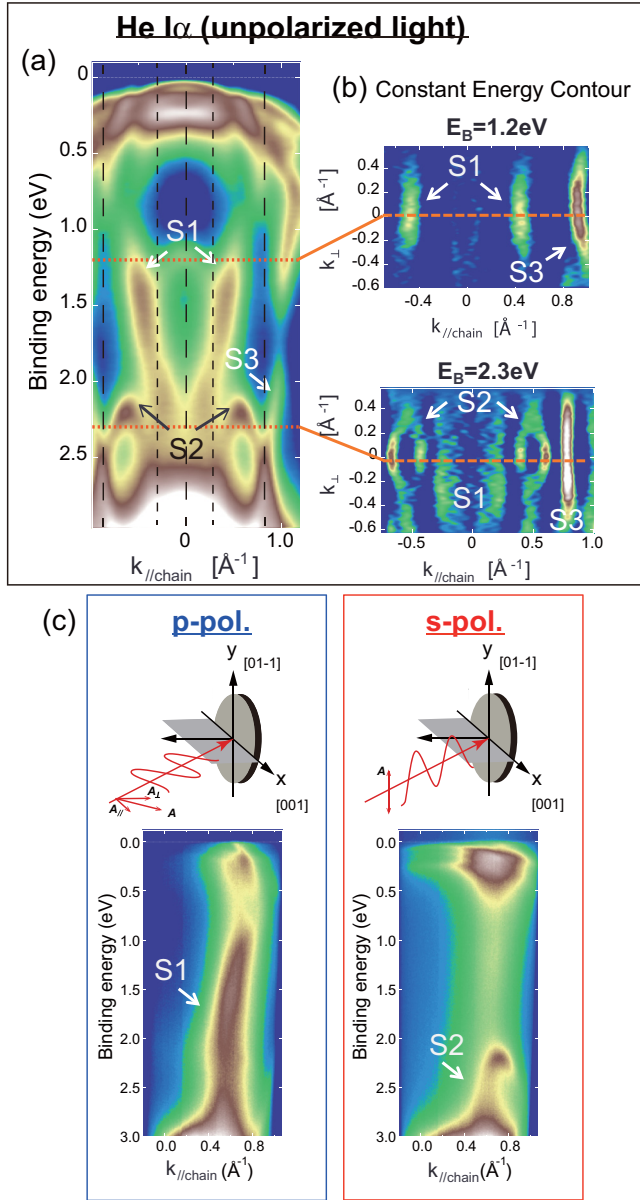 He Iα (unpolarized light)
(a)
0
0.5
1.0
1.5
2.0
2.5
Binding energy (eV)
S1
S3
S2
0
1.0
k//chain [Å-1]
(b) Constant Energy Contour
EB=1.2eV
0.4
0.2
0
-0.2
-0.4
-0.6
k⊥ [Å-1]
S1
S3
-0.4
0
0.4
0.8
k//chain [Å-1]
EB=2.3eV
0.4
0.2
0
-0.2
-0.4
-0.6
k⊥ [Å-1]
S2
S1
S3
-0.5
0
0.5
1.0
k//chain [Å-1]
(c)
p-pol.
y [01-1]
x
[001]
A//
A⊥
A
0.0
0.5
1.0
1.5
2.0
2.5
3.0
Binding energy (eV)
S1
0.0
0.4
0.8
k//chain(Å-1)
s-pol.
y [01-1]
x
[001]
A
0.0
0.5
1.0
1.5
2.0
2.5
3.0
Binding energy (eV)
S2
0.0
0.4
0.8
k//chain(Å-1)